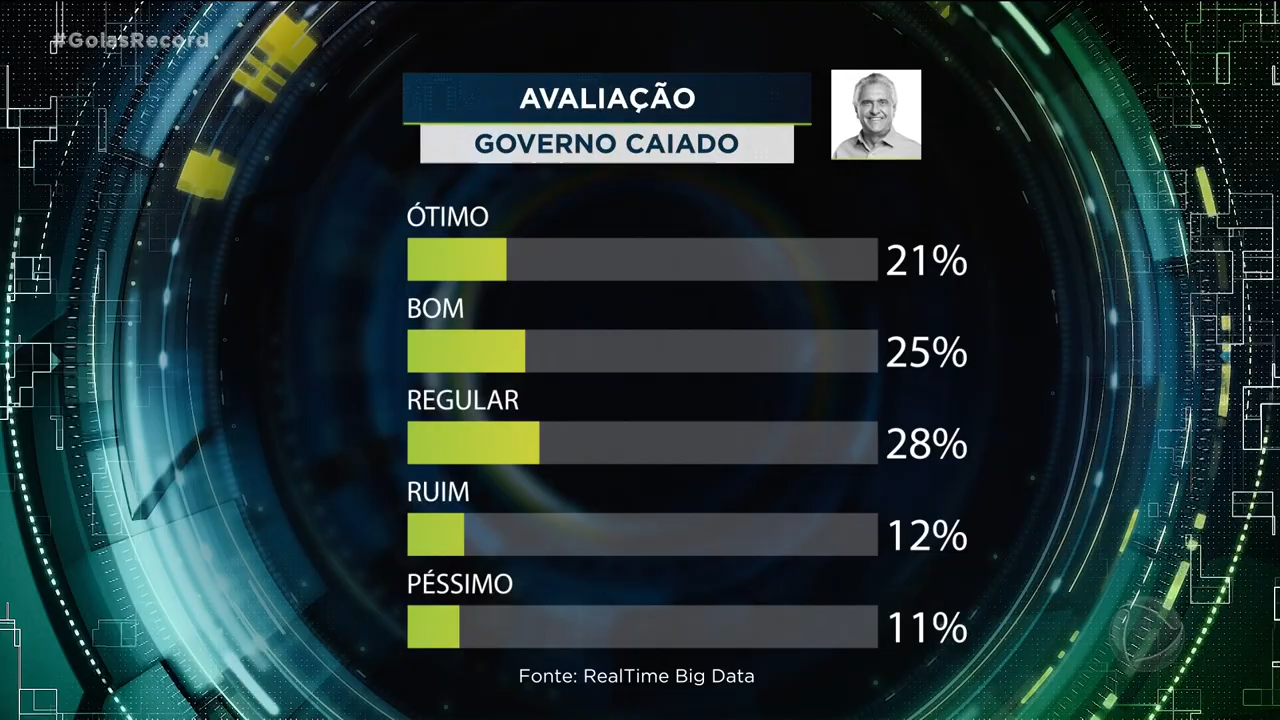 #GoiasRecord
AVALIAÇÃO
GOVERNO CAIADO
ÓTIMO
21%
BOM
25%
REGULAR
28%
RUIM
12%
PÉSSIMO
11%
Fonte: RealTime Big Data